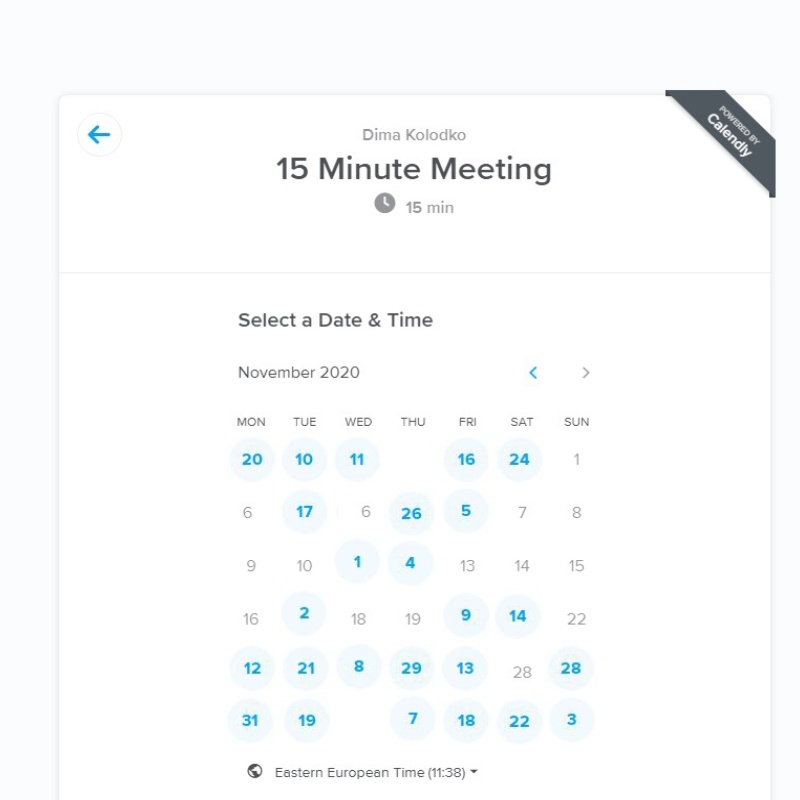 POWERED BY
Calendly
Dima Kolodko
15 Minute Meeting
15 min
Select a Date & Time
November 2020
MON TUE WED THU FRI SAT SUN
20 10 11 16 24 1
6 17 6 26 5 7 8
9 10 1 4 13 14 15
16 2 18 19 9 14 22
12 21 8 29 13 28 28
31 19 7 18 22 3
Eastern European Time (11:38)